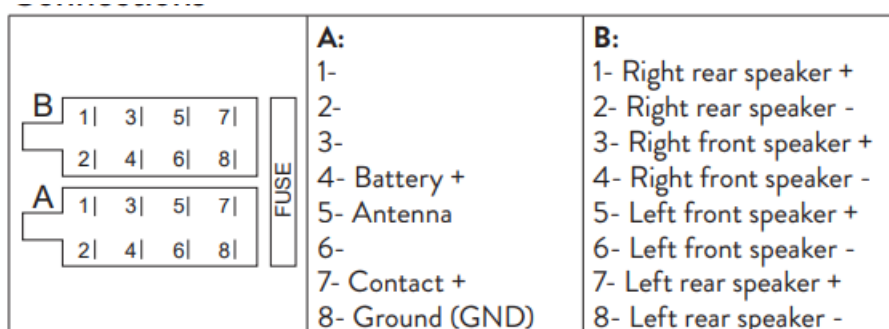 Connections
B 1| 3| 5| 7|
2| 4| 6| 8|
A 1| 3| 5| 7|
2| 4| 6| 8|
FUSE
A:
1-
2-
3-
4- Battery +
5- Antenna
6-
7- Contact +
8- Ground (GND)
B:
1- Right rear speaker +
2- Right rear speaker -
3- Right front speaker +
4- Right front speaker -
5- Left front speaker +
6- Left front speaker -
7- Left rear speaker +
8- Left rear speaker -